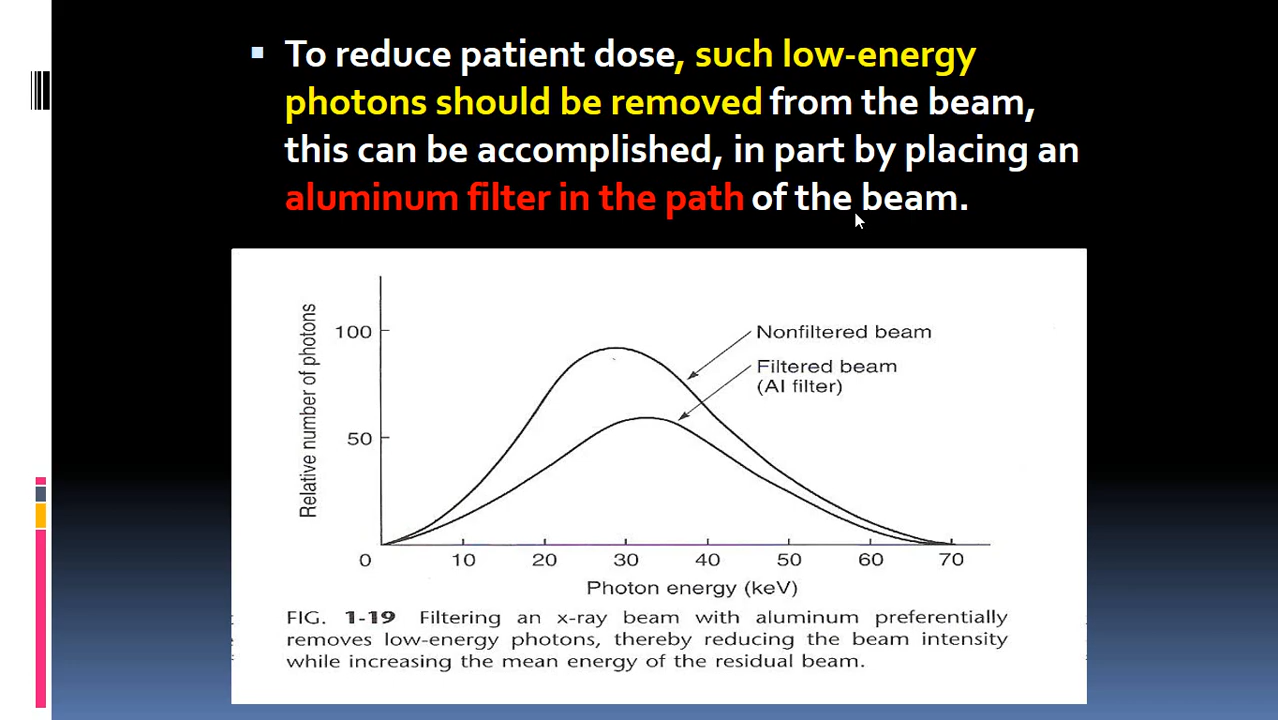 To reduce patient dose, such low-energy
photons should be removed from the beam,
this can be accomplished, in part by placing an
aluminum filter in the path of the beam.
Relative number of photons
100
50
Nonfiltered beam
Filtered beam
(Al filter)
0 10 20 30 40 50 60 70
Photon energy (keV)
FIG. 1-19 Filtering an x-ray beam with aluminum preferentially
removes low-energy photons, thereby reducing the beam intensity
while increasing the mean energy of the residual beam.